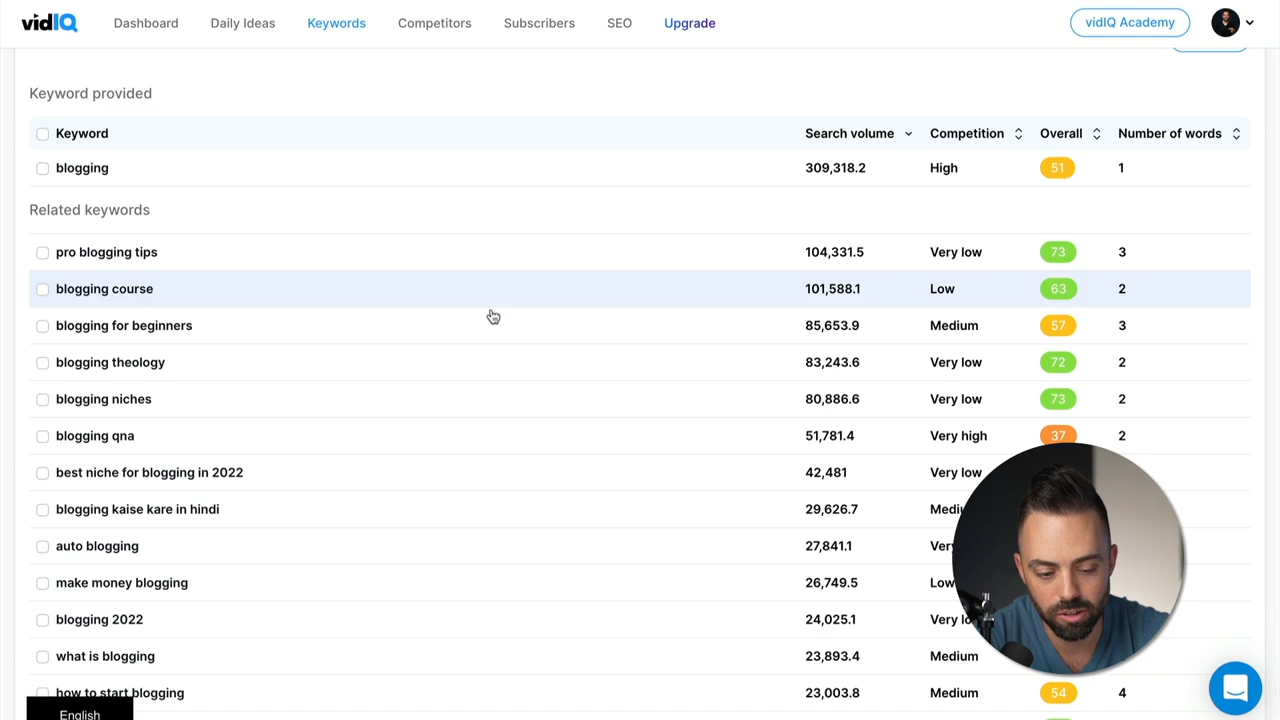 vidIQ Dashboard Daily Ideas Keywords Competitors Subscribers SEO Upgrade vidIQ Academy
Keyword provided
Keyword Search volume Competition Overall Number of words
blogging 309,318.2 High 51 1
Related keywords
pro blogging tips 104,331.5 Very low 73 3
blogging course 101,588.1 Low 63 2
blogging for beginners 85,653.9 Medium 57 3
blogging theology 83,243.6 Very low 72 2
blogging niches 80,886.6 Very low 73 2
blogging qna 51,781.4 Very high 37 2
best niche for blogging in 2022 42,481 Very low
blogging kaise kare in hindi 29,626.7
auto blogging 27,841.1
make money blogging 26,749.5 Low
blogging 2022 24,025.1 Very
what is blogging 23,893.4 Medium
how to start blogging 23,003.8 Medium 54 4
English